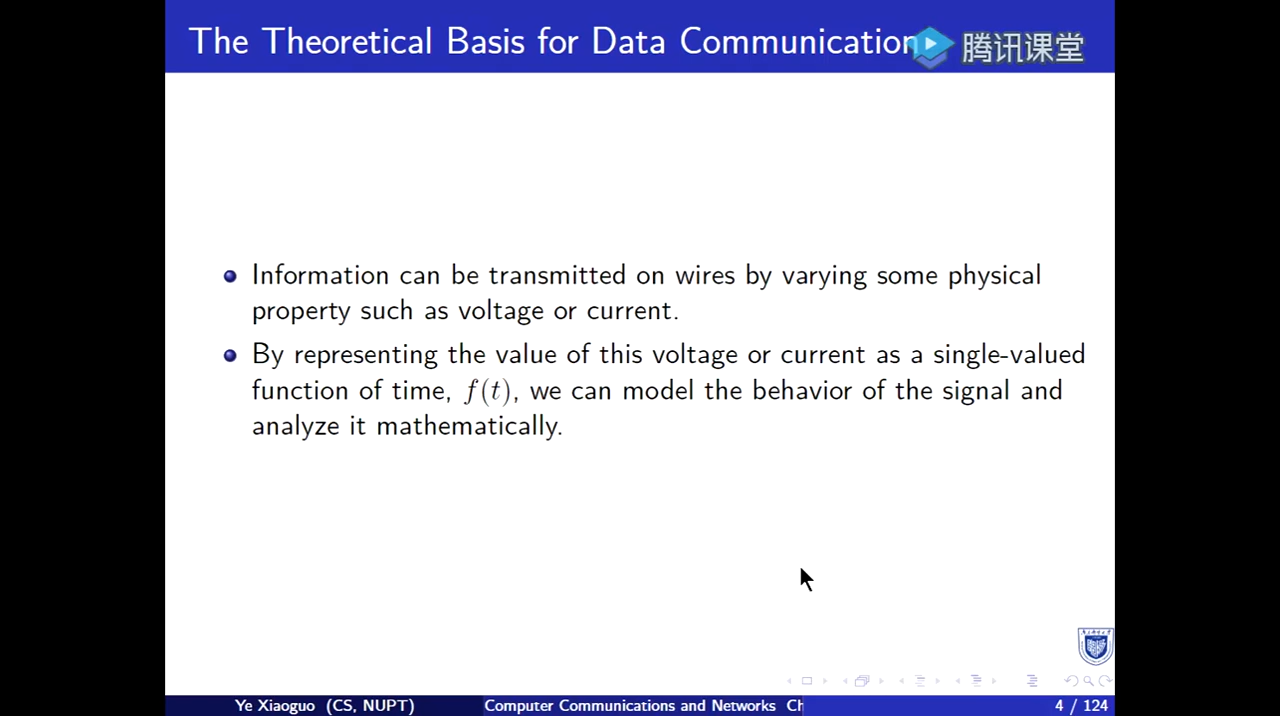 The Theoretical Basis for Data Communication
腾讯课堂
Information can be transmitted on wires by varying some physical
property such as voltage or current.
By representing the value of this voltage or current as a single-valued
function of time, f(t), we can model the behavior of the signal and
analyze it mathematically.
Ye Xiaoguo (CS, NUPT)
Computer Communications and Networks Ch
4 / 124